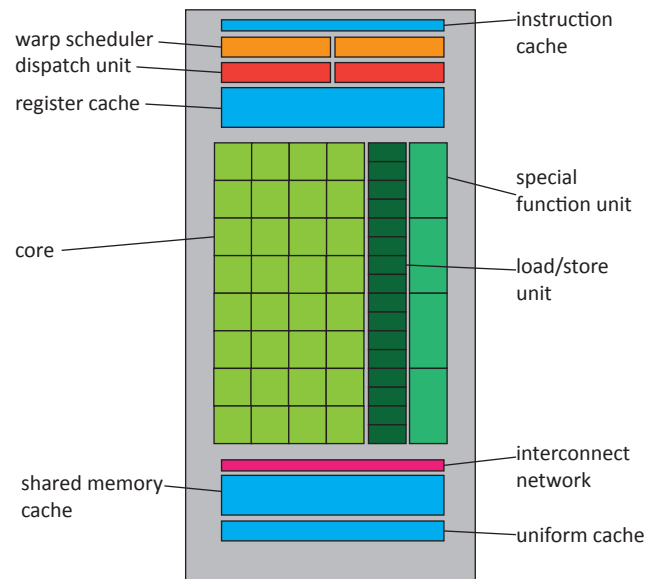 instruction
cache
warp scheduler
dispatch unit
register cache
special
function unit
core
load/store
unit
interconnect
network
shared memory
cache
uniform cache